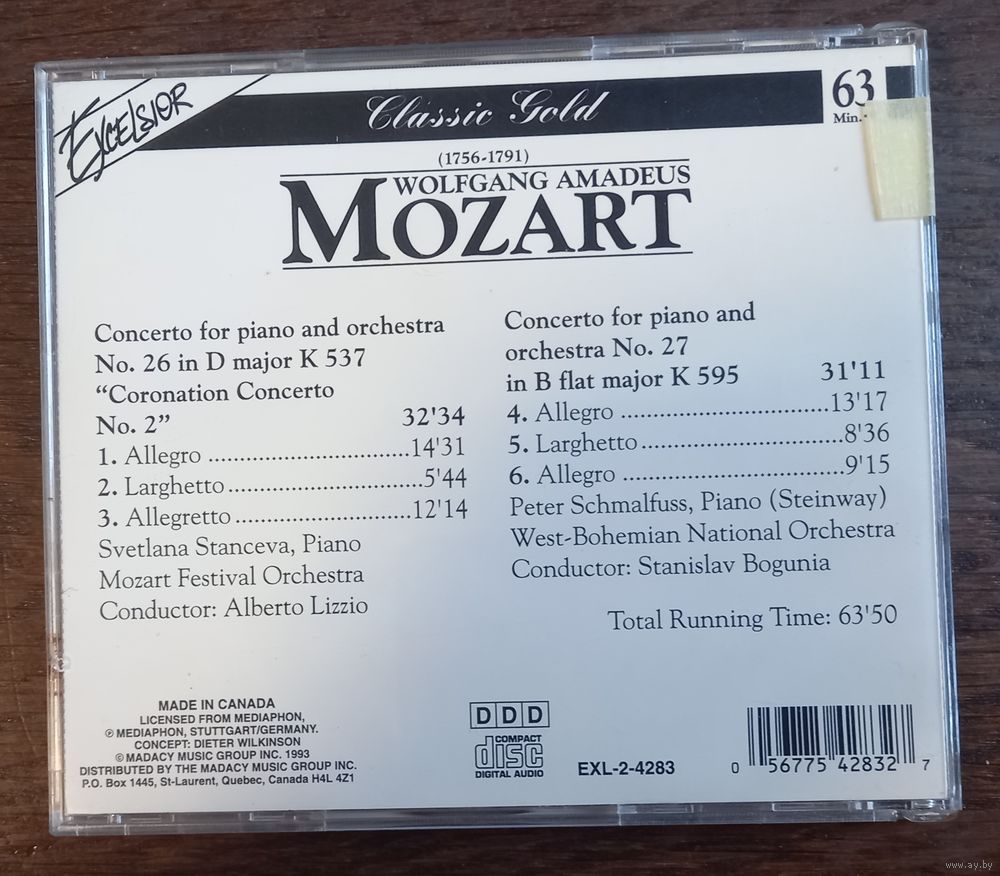 EXCELSIOR
Classic Gold
63
Min.
(1756-1791)
WOLFGANG AMADEUS
MOZART
Concerto for piano and orchestra
No. 26 in D major K 537
“Coronation Concerto
No. 2” 32'34
1. Allegro ..............................14'31
2. Larghetto.............................5'44
3. Allegretto ...........................12'14
Svetlana Stanceva, Piano
Mozart Festival Orchestra
Conductor: Alberto Lizzio
Concerto for piano and
orchestra No. 27
in B flat major K 595 31'11
4. Allegro ..............................13'17
5. Larghetto.............................8'36
6. Allegro ................................9'15
Peter Schmalfuss, Piano (Steinway)
West-Bohemian National Orchestra
Conductor: Stanislav Bogunia
Total Running Time: 63'50
MADE IN CANADA
LICENSED FROM MEDIAPHON,
℗ MEDIAPHON, STUTTGART/GERMANY.
CONCEPT: DIETER WILKINSON
© MADACY MUSIC GROUP INC. 1993
DISTRIBUTED BY THE MADACY MUSIC GROUP INC.
P.O. Box 1445, St-Laurent, Quebec, Canada H4L 4Z1
DDD
COMPACT
disc
DIGITAL AUDIO
EXL-2-4283
0 56775 42832 7
www.ay.by